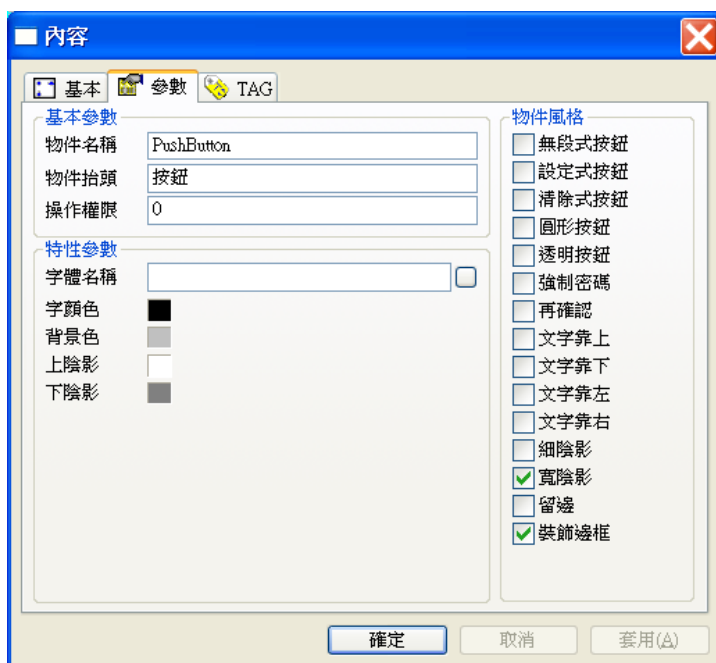 內容
基本 參數 TAG
基本參數
物件名稱 PushButton
物件抬頭 按鈕
操作權限 0
特性參數
字體名稱
字顏色
背景色
上陰影
下陰影
物件風格
無段式按鈕
設定式按鈕
清除式按鈕
圓形按鈕
透明按鈕
強制密碼
再確認
文字靠上
文字靠下
文字靠左
文字靠右
細陰影
寬陰影
留邊
裝飾邊框
確定 取消 套用(A)